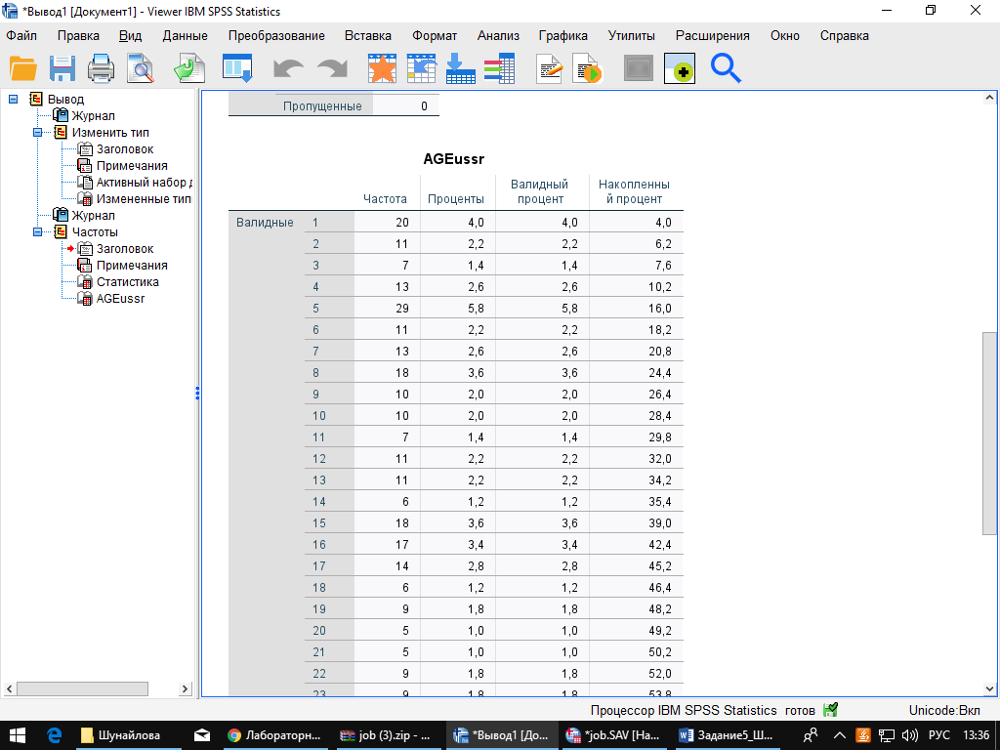 *Вывод1 [Документ1] - Viewer IBM SPSS Statistics
Файл Правка Вид Данные Преобразование Вставка Формат Анализ Графика Утилиты Расширения Окно Справка
Вывод
Журнал
Изменить тип
Заголовок
Примечания
Активный набор д
Измененные тип
Журнал
Частоты
Заголовок
Примечания
Статистика
AGEussr
Пропущенные 0
AGEussr
Частота Проценты Валидный процент Накопленны й процент
Валидные 1 20 4,0 4,0 4,0
2 11 2,2 2,2 6,2
3 7 1,4 1,4 7,6
4 13 2,6 2,6 10,2
5 29 5,8 5,8 16,0
6 11 2,2 2,2 18,2
7 13 2,6 2,6 20,8
8 18 3,6 3,6 24,4
9 10 2,0 2,0 26,4
10 10 2,0 2,0 28,4
11 7 1,4 1,4 29,8
12 11 2,2 2,2 32,0
13 11 2,2 2,2 34,2
14 6 1,2 1,2 35,4
15 18 3,6 3,6 39,0
16 17 3,4 3,4 42,4
17 14 2,8 2,8 45,2
18 6 1,2 1,2 46,4
19 9 1,8 1,8 48,2
20 5 1,0 1,0 49,2
21 5 1,0 1,0 50,2
22 9 1,8 1,8 52,0
23 9 1,8 1,8 53,8
Процессор IBM SPSS Statistics готов Unicode:Вкл
Шунайлова Лабораторн... job (3).zip - ... *Вывод1 [До... *job.SAV [На... Задание5_Ш... РУС 13:36